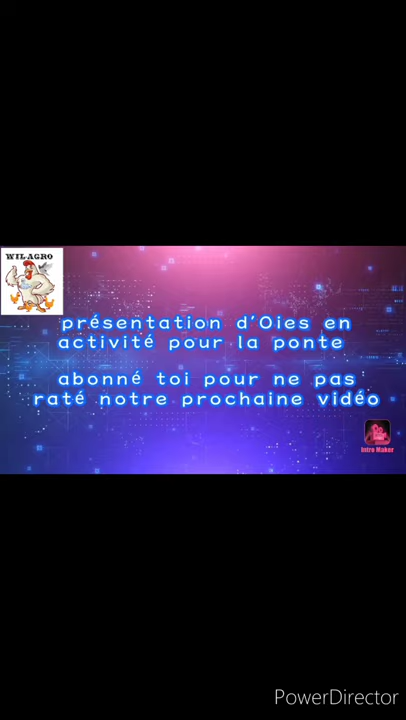 WIL-AGRO
présentation d'Oies en
activité pour la ponte
abonné toi pour ne pas
raté notre prochaine vidéo
Intro Maker
PowerDirector